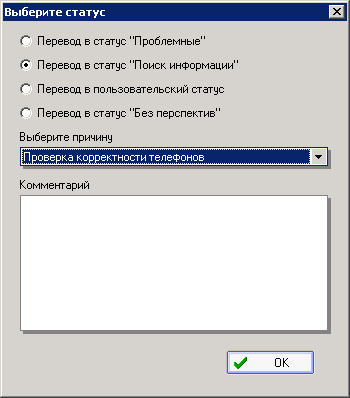 Выберите статус
Перевод в статус "Проблемные"
Перевод в статус "Поиск информации"
Перевод в пользовательский статус
Перевод в статус "Без перспектив"
Выберите причину
Проверка корректности телефонов
Комментарий
OK